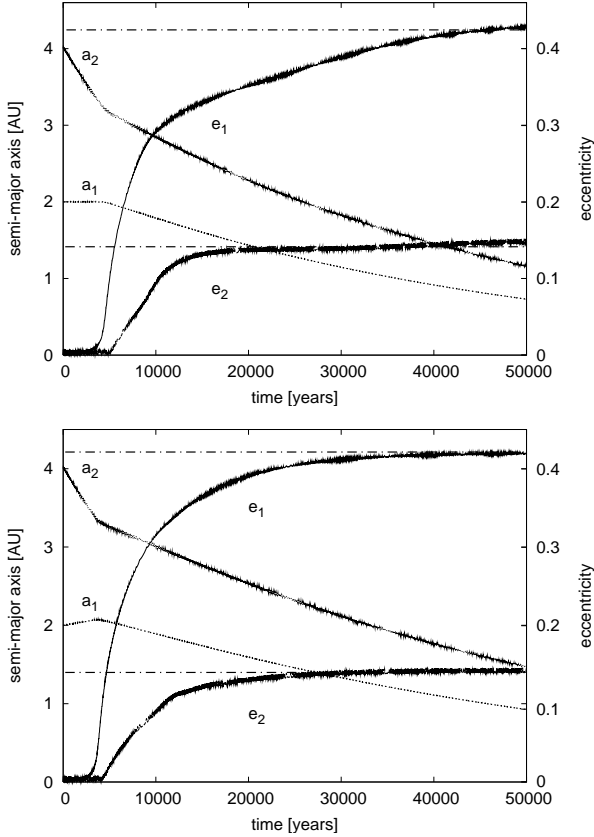 4
3
2
1
0
semi-major axis [AU]
a2
a1
e1
e2
0.4
0.3
0.2
0.1
0
eccentricity
0 10000 20000 30000 40000 50000
time [years]
4
3
2
1
0
semi-major axis [AU]
a2
a1
e1
e2
0.4
0.3
0.2
0.1
0
eccentricity
0 10000 20000 30000 40000 50000
time [years]